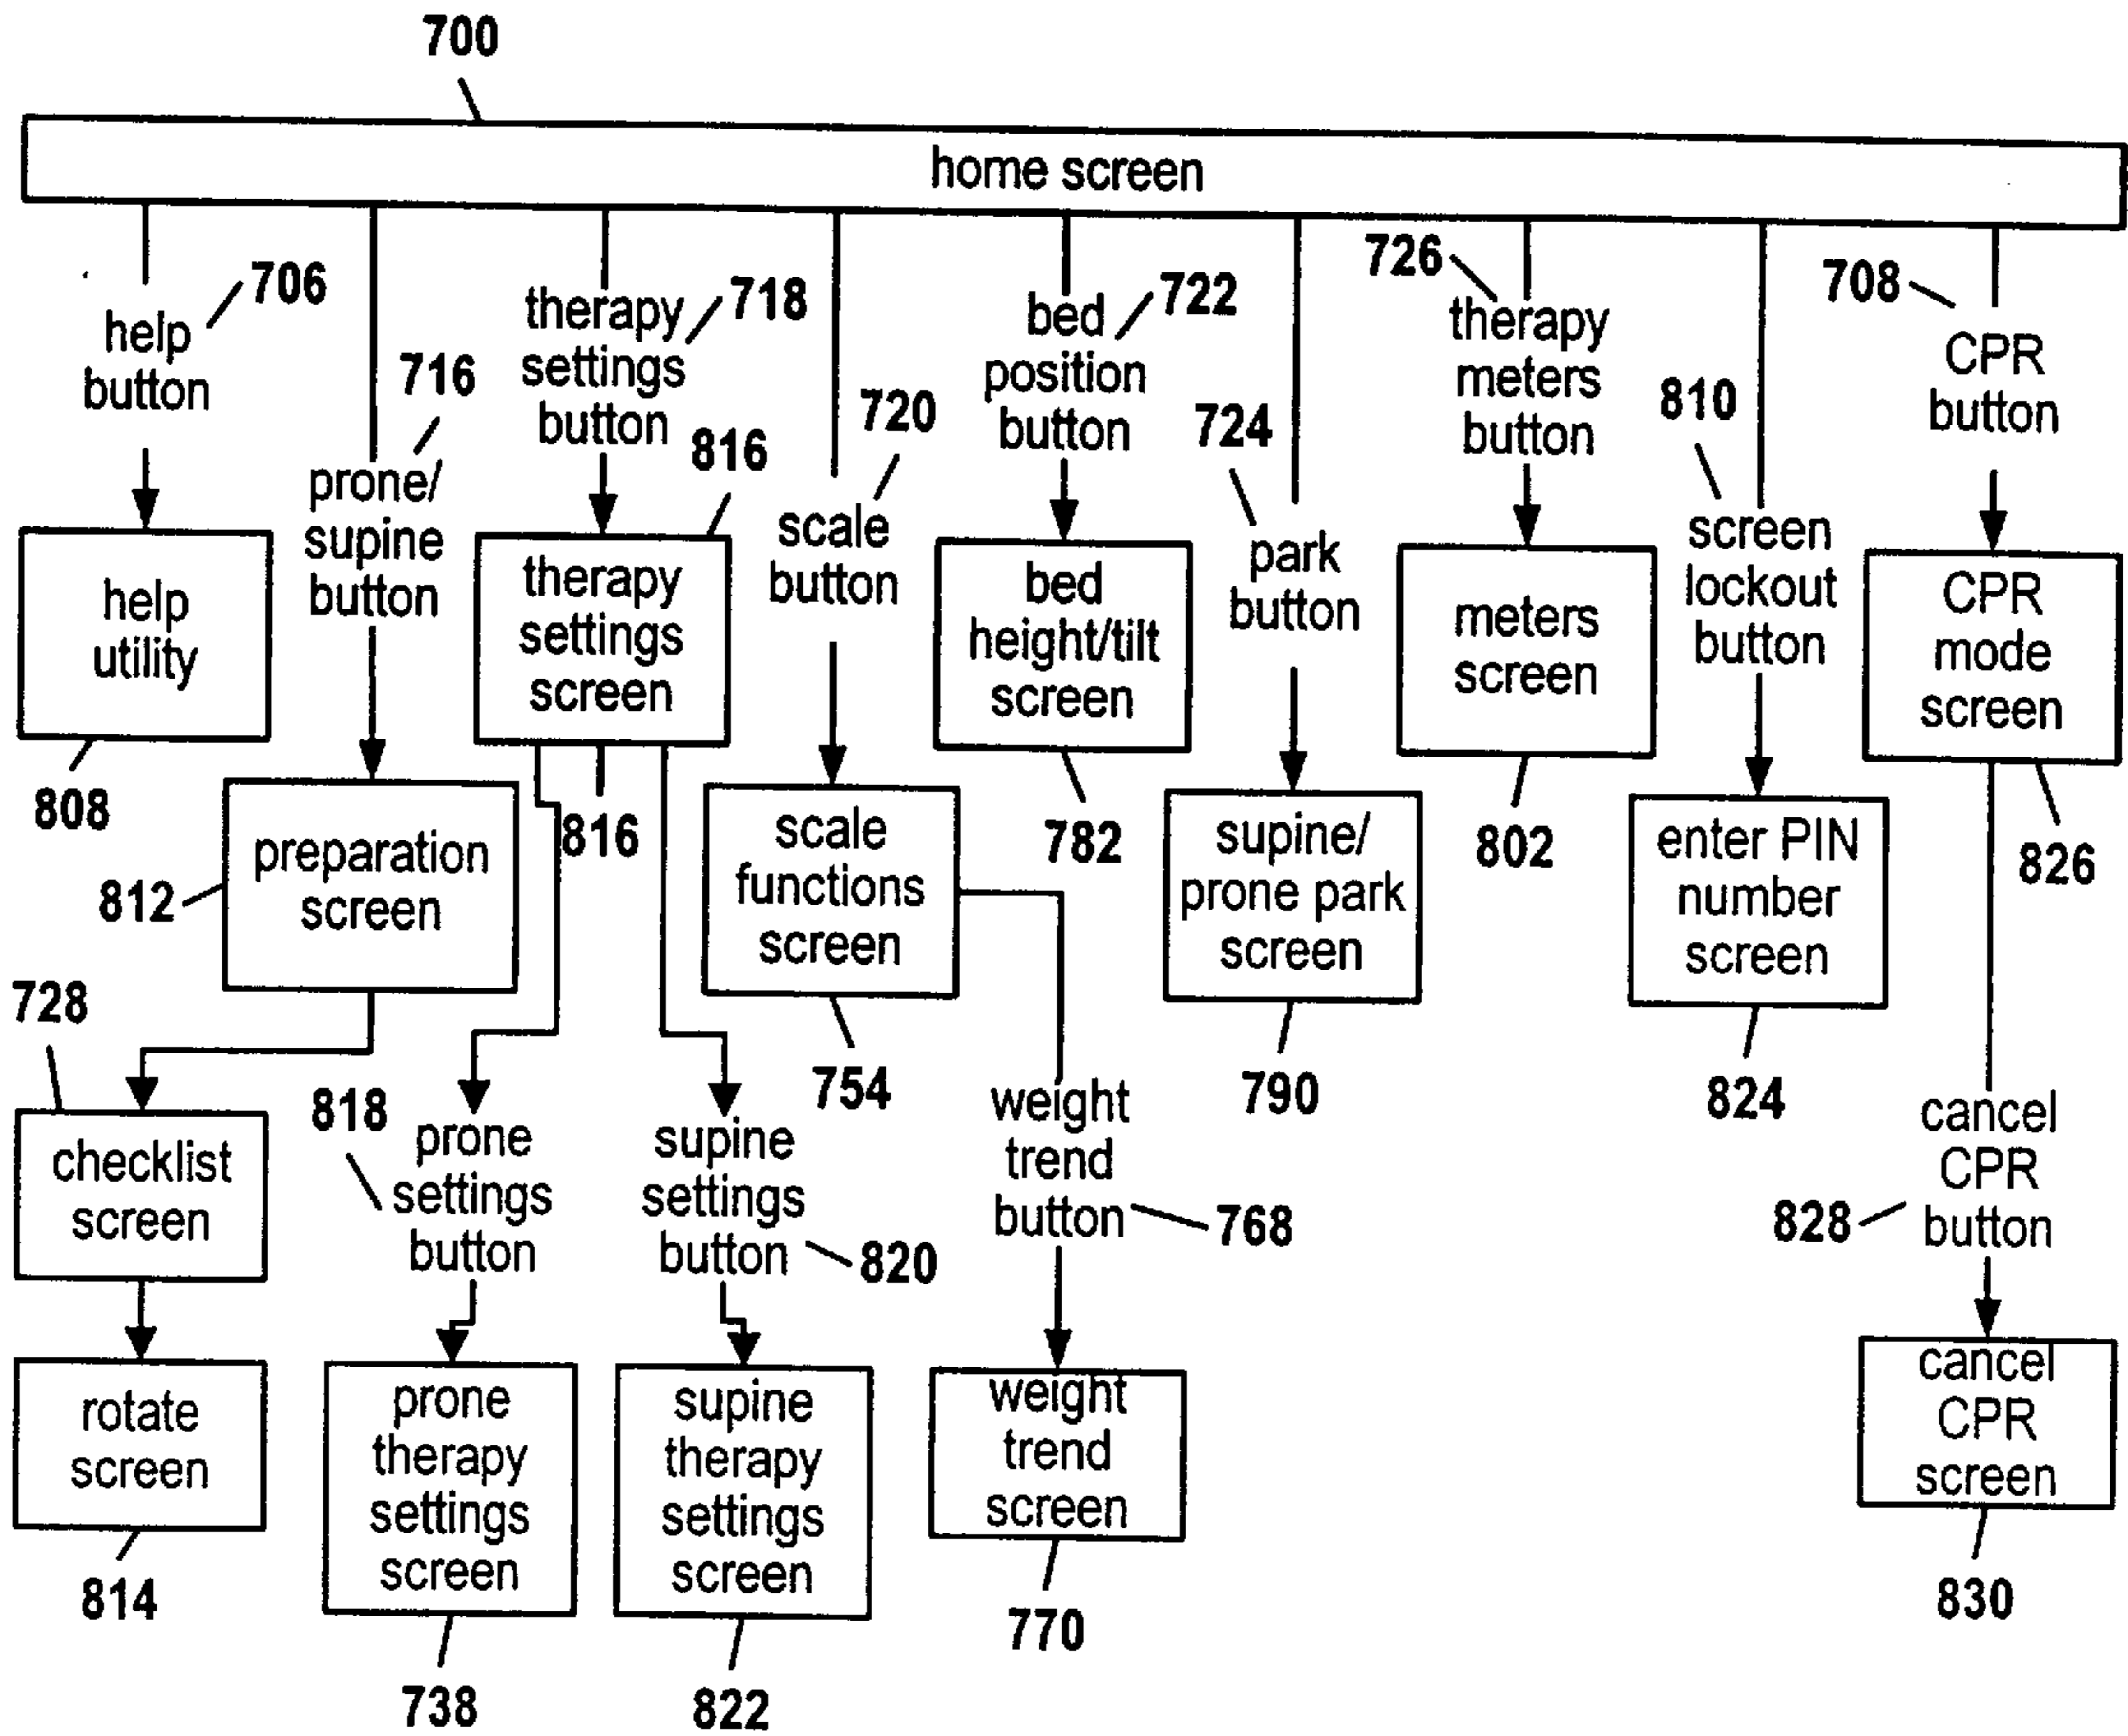 700
home screen
706
help
button
716
prone/
supine
button
718
therapy
settings
button
816
720
scale
button
722
bed
position
button
724
park
button
726
therapy
meters
button
810
screen
lockout
button
708
CPR
button
help
utility
808
therapy
settings
screen
816
bed
height/tilt
screen
782
meters
screen
802
CPR
mode
screen
826
812
preparation
screen
scale
functions
screen
754
supine/
prone park
screen
790
enter PIN
number
screen
824
728
checklist
screen
818
prone
settings
button
supine
settings
button
820
weight
trend
button
768
cancel
CPR
button
828
rotate
screen
814
prone
therapy
settings
screen
738
supine
therapy
settings
screen
822
weight
trend
screen
770
cancel
CPR
screen
830